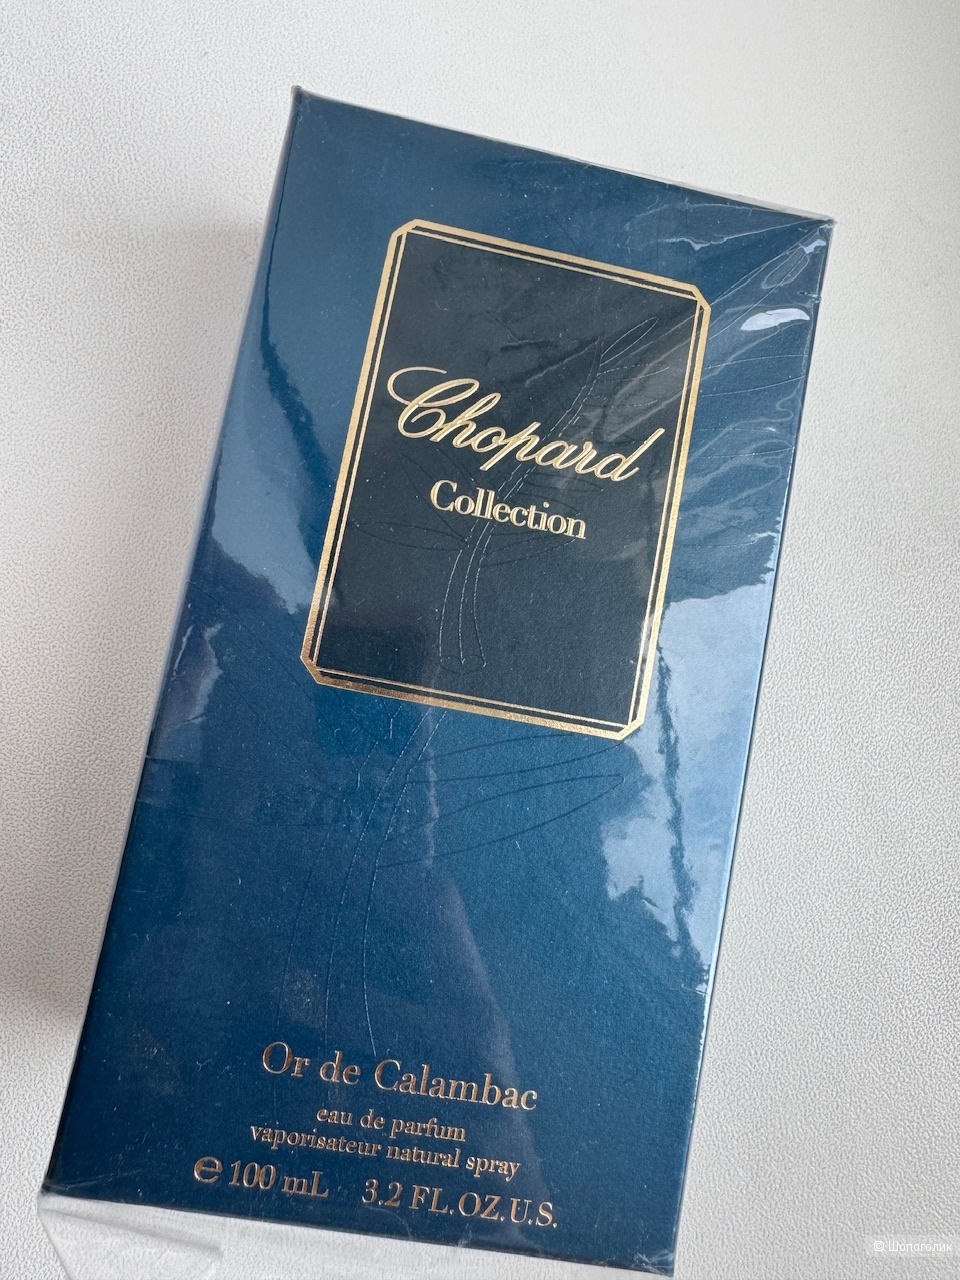 Chopard
Collection
Or de Calambac
eau de parfum
vaporisateur natural spray
℮ 100 mL 3.2 FL.OZ.U.S.
© Шопоголик